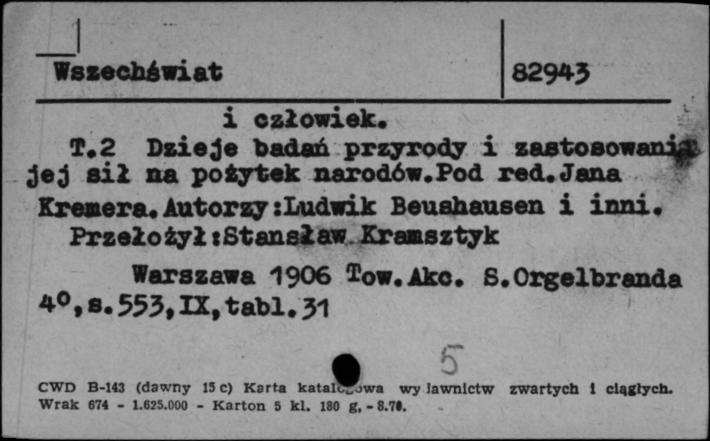 Wszechświat
82943
i człowiek.
T.2 Dzieje badań przyrody i zastosowania
jej sił na pożytek narodów.Pod red.Jana
Kremera.Autorzy:Ludwik Beushausen i inni.
Przełożył:Stansław Kramsztyk
Warszawa 1906 Tow.Akc. S.Orgelbranda
4°,s.553,IX,tabl.31
5
CWD B-143 (dawny 15 c) Karta katalogowa wydawnictw zwartych i ciągłych.
Wrak 674 - 1.625.000 - Karton 5 kl. 180 g, - 8.70.